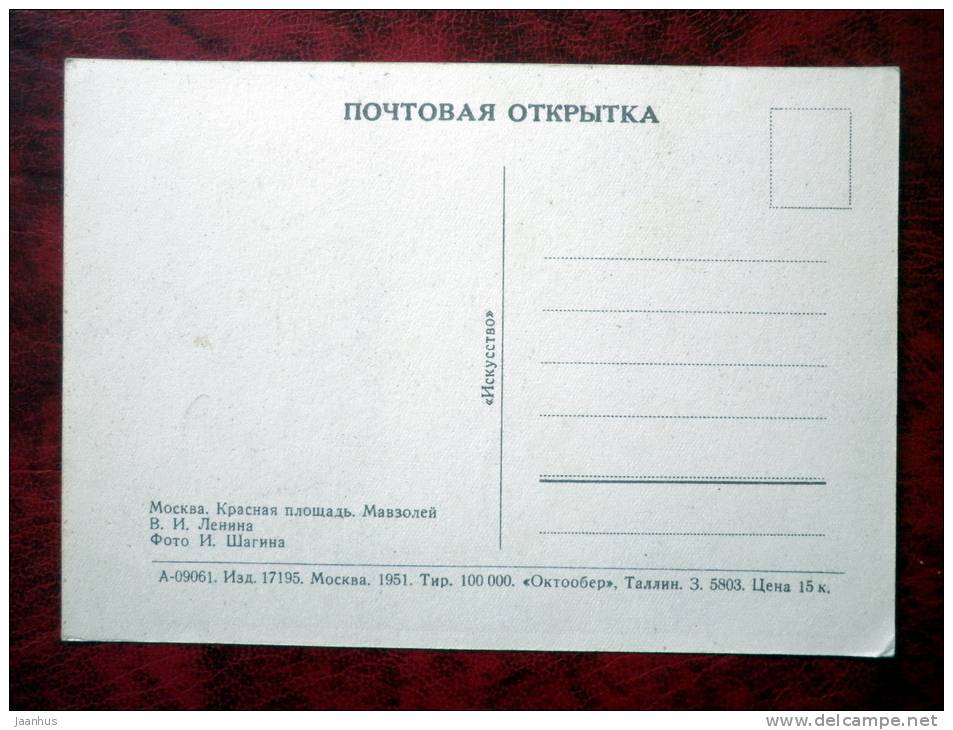 ПОЧТОВАЯ ОТКРЫТКА
«Искусство»
Москва. Красная площадь. Мавзолей
В. И. Ленина
Фото И. Шагина
А-09061. Изд. 17195. Москва. 1951. Тир. 100 000. «Октообер», Таллин. З. 5803. Цена 15 к.
Jaanhus
www.delcampe.net